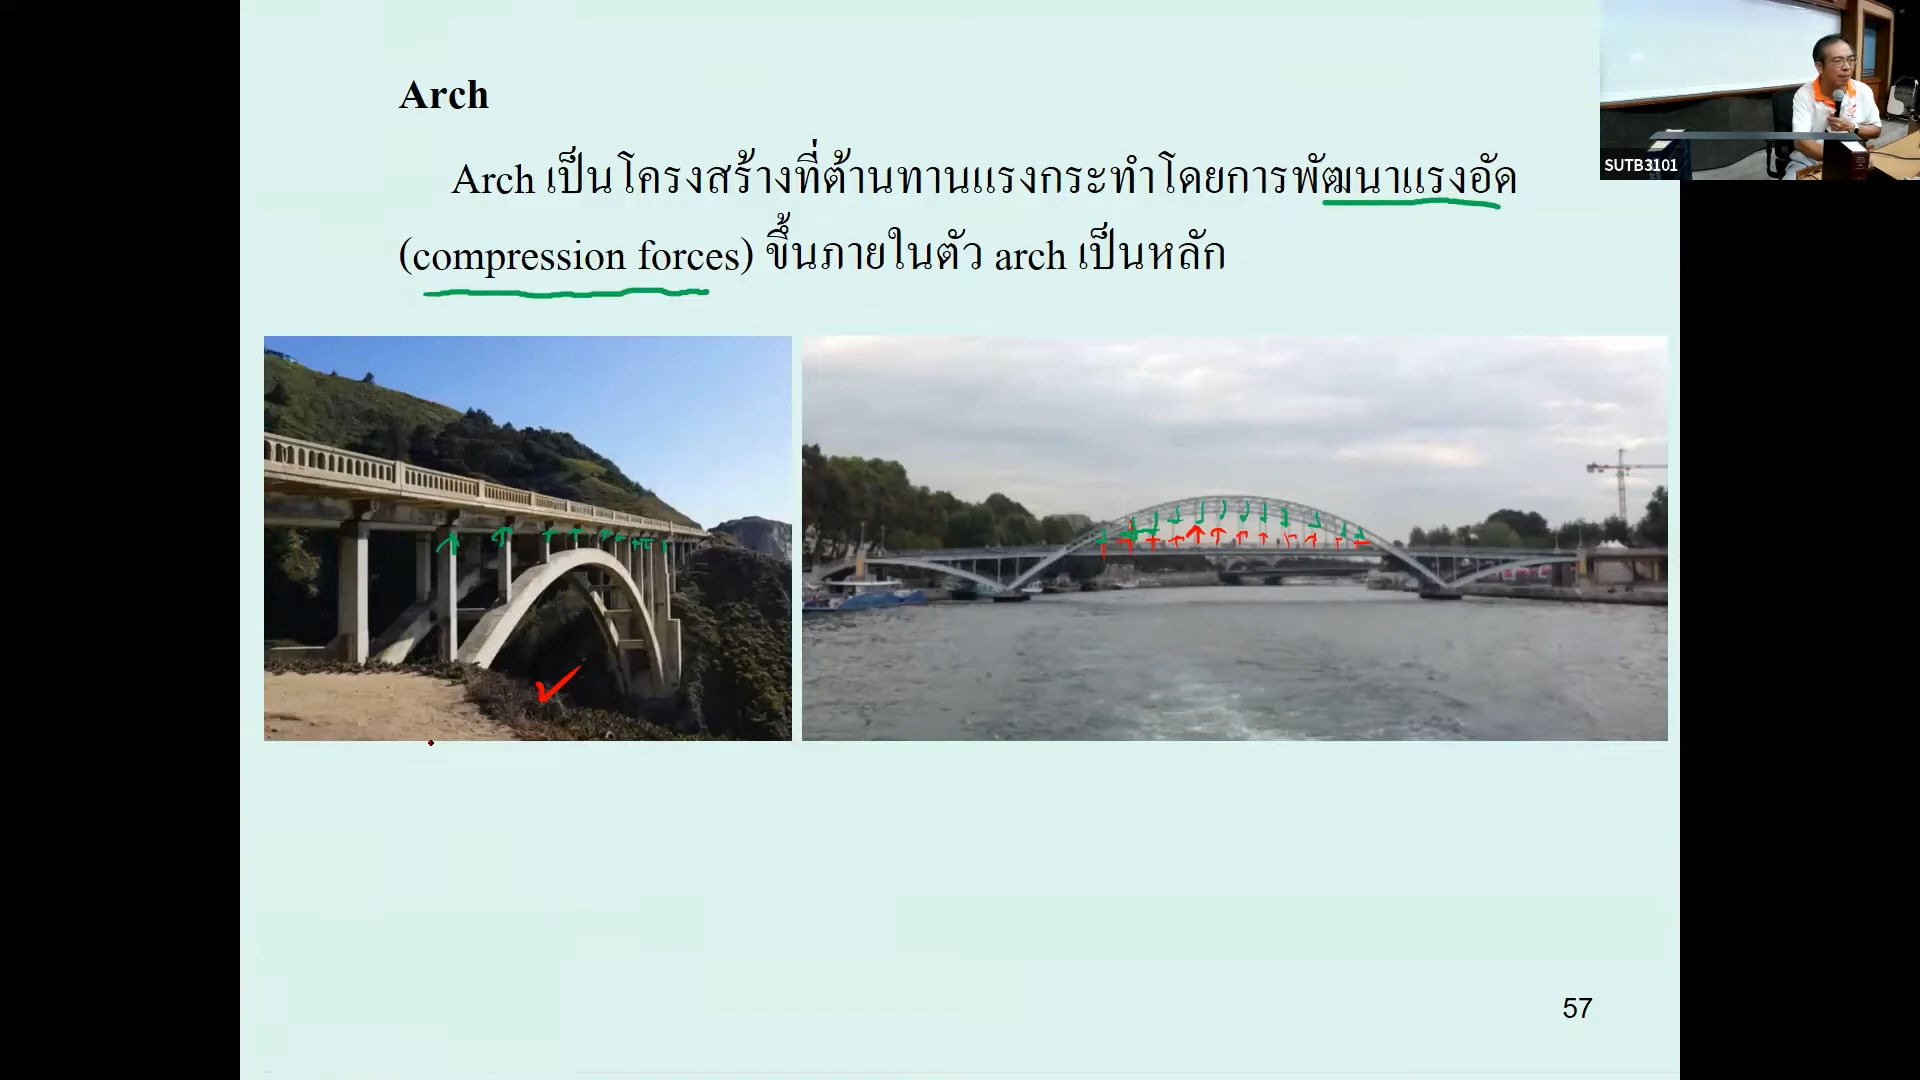 Arch
Arch เป็นโครงสร้างที่ต้านทานแรงกระทำโดยการพัฒนาแรงอัด
(compression forces) ขึ้นภายในตัว arch เป็นหลัก
SUTB3101
57